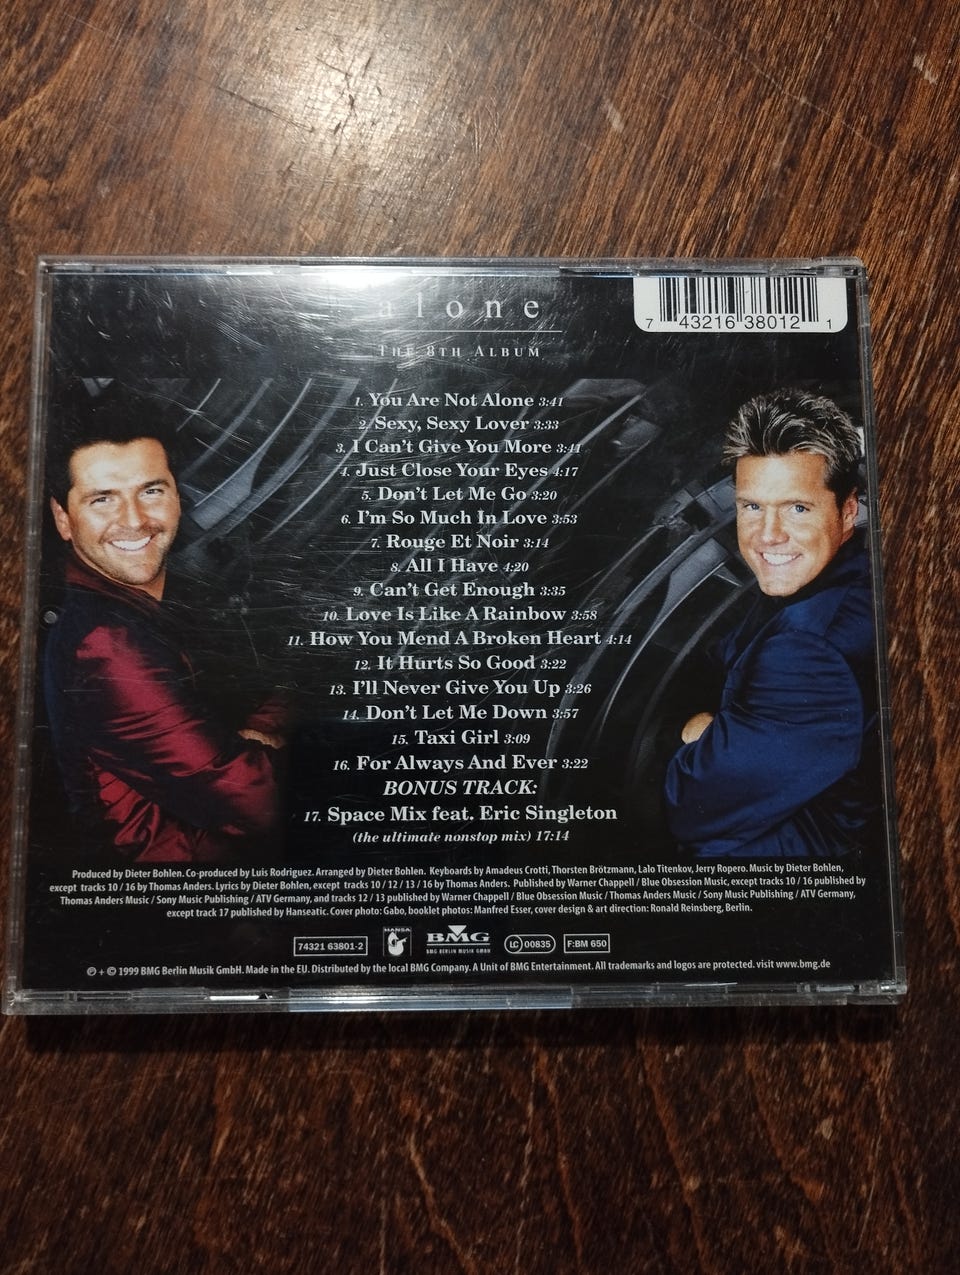 alone
THE 8TH ALBUM
7 43216 38012 1
1. You Are Not Alone 3:41
2. Sexy, Sexy Lover 3:33
3. I Can't Give You More 3:41
4. Just Close Your Eyes 4:17
5. Don't Let Me Go 3:20
6. I'm So Much In Love 3:53
7. Rouge Et Noir 3:14
8. All I Have 4:20
9. Can't Get Enough 3:35
10. Love Is Like A Rainbow 3:58
11. How You Mend A Broken Heart 4:14
12. It Hurts So Good 3:22
13. I'll Never Give You Up 3:26
14. Don't Let Me Down 3:57
15. Taxi Girl 3:09
16. For Always And Ever 3:22
BONUS TRACK:
17. Space Mix feat. Eric Singleton
(the ultimate nonstop mix) 17:14
Produced by Dieter Bohlen. Co-produced by Luis Rodriguez. Arranged by Dieter Bohlen. Keyboards by Amadeus Crotti, Thorsten Brötzmann, Lalo Titenkov, Jerry Ropero. Music by Dieter Bohlen,
except tracks 10 / 16 by Thomas Anders. Lyrics by Dieter Bohlen, except tracks 10 / 12 / 13 / 16 by Thomas Anders. Published by Warner Chappell / Blue Obsession Music, except tracks 10 / 16 published by
Thomas Anders Music / Sony Music Publishing / ATV Germany, and tracks 12 / 13 published by Warner Chappell / Blue Obsession Music / Thomas Anders Music / Sony Music Publishing / ATV Germany,
except track 17 published by Hanseatic. Cover photo: Gabo, booklet photos: Manfred Esser, cover design & art direction: Ronald Reinsberg, Berlin.
74321 63801-2 HANSA BMG BMG BERLIN MUSIK GMBH LC 00835 F:BM 650
℗ + © 1999 BMG Berlin Musik GmbH. Made in the EU. Distributed by the local BMG Company. A Unit of BMG Entertainment. All trademarks and logos are protected. visit www.bmg.de